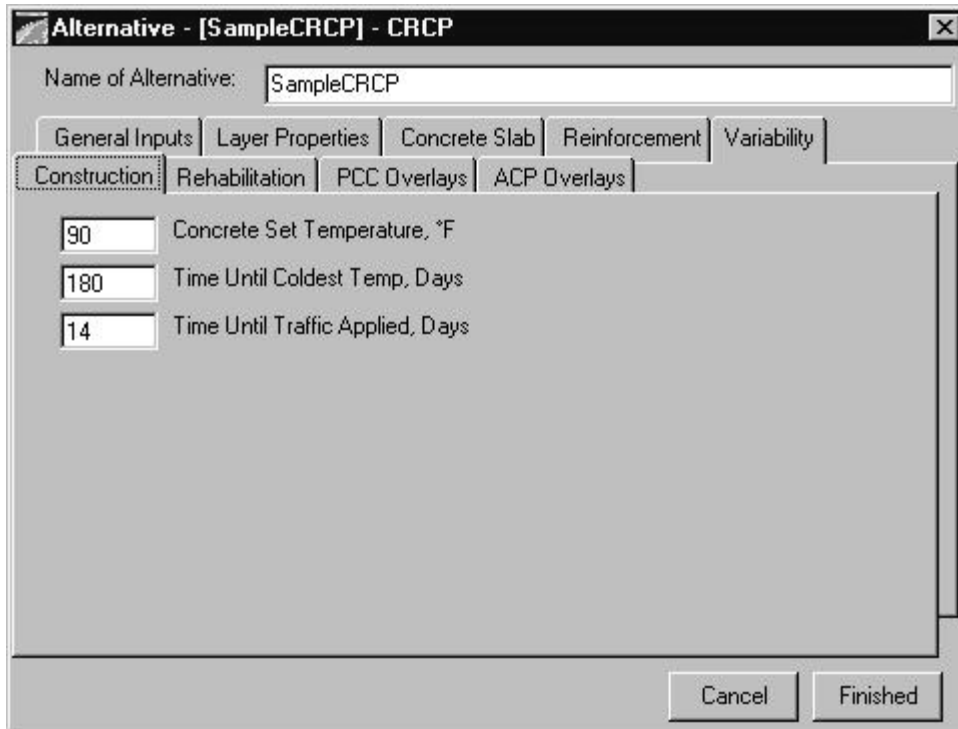 Alternative - [SampleCRCP] - CRCP
Name of Alternative: SampleCRCP
General Inputs Layer Properties Concrete Slab Reinforcement Variability
Construction Rehabilitation PCC Overlays ACP Overlays
90 Concrete Set Temperature, °F
180 Time Until Coldest Temp, Days
14 Time Until Traffic Applied, Days
Cancel Finished